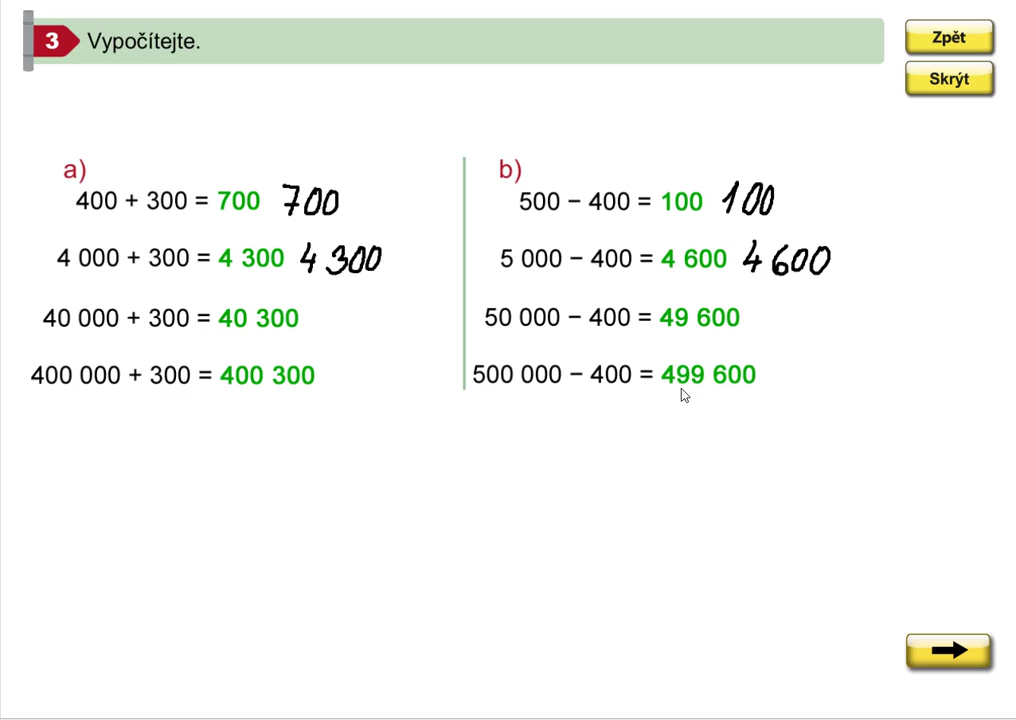 3 Vypočítejte.
Zpět
Skrýt
a)
400 + 300 = 700 700
4 000 + 300 = 4 300 4 300
40 000 + 300 = 40 300
400 000 + 300 = 400 300
b)
500 − 400 = 100 100
5 000 − 400 = 4 600 4 600
50 000 − 400 = 49 600
500 000 − 400 = 499 600